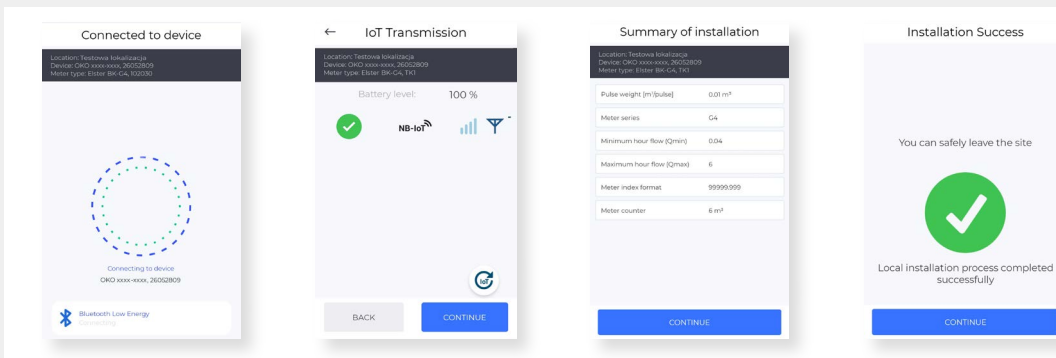 Connected to device
Location: Testowa lokalizacja
Device: OKO xxxx-xxxx, 26052809
Meter type: Elster BK-G4, 102030
Connecting to device
OKO xxxx-xxxx, 26052809
Bluetooth Low Energy
Connecting
← IoT Transmission
Location: Testowa lokalizacja
Device: OKO xxxx-xxxx, 26052809
Meter type: Elster BK-G4, TK1
Battery level: 100 %
NB-IoT
IoT
BACK CONTINUE
Summary of installation
Location: Testowa lokalizacja
Device: OKO xxxx-xxxx, 26052809
Meter type: Elster BK-G4, TK1
Pulse weight [m³/pulse] 0.01 m³
Meter series G4
Minimum hour flow (Qmin) 0.04
Maximum hour flow (Qmax) 6
Meter index format 99999.999
Meter counter 6 m³
CONTINUE
Installation Success
You can safely leave the site
Local installation process completed
successfully
CONTINUE